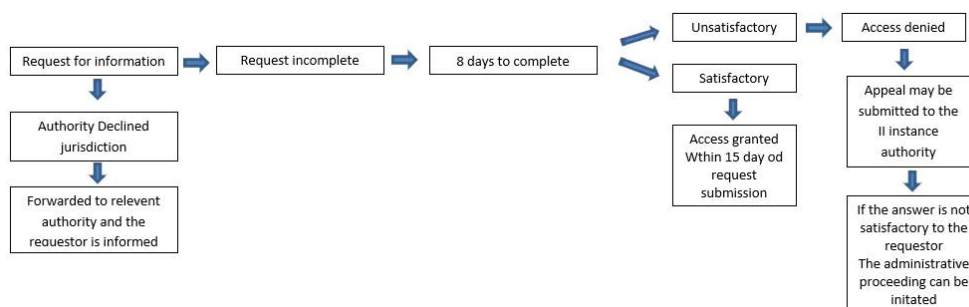 Request for information
Request incomplete
8 days to complete
Unsatisfactory
Access denied
Satisfactory
Authority Declined
jurisdiction
Forwarded to relevent
authority and the
requestor is informed
Access granted
Wthin 15 day od
request
submission
Appeal may be
submitted to the
II instance
authority
If the answer is not
satisfactory to the
requestor
The administrative
proceeding can be
initated